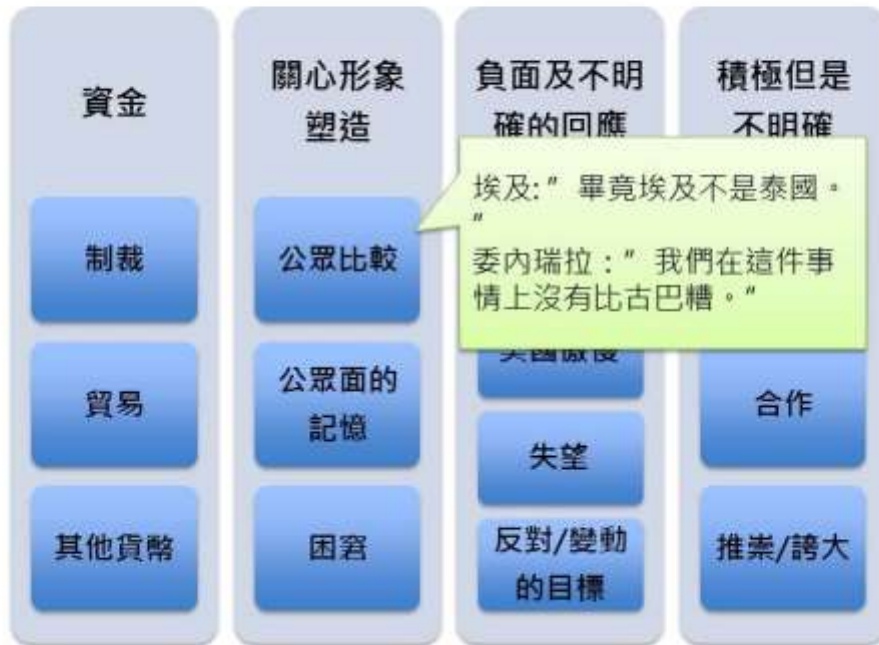 資金
制裁
貿易
其他貨幣
關心形象
塑造
公眾比較
公眾面的
記憶
困窘
負面及不明
確的回應
失望
反對/變動
的目標
積極但是
不明確
合作
推崇/誇大
埃及:”畢竟埃及不是泰國。
”
委內瑞拉：”我們在這件事
情上沒有比古巴糟。”